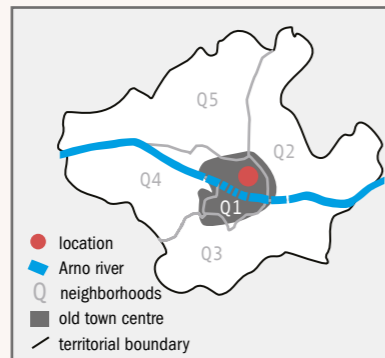 Q5
Q2
Q4
Q1
Q3
location
Arno river
Q neighborhoods
old town centre
territorial boundary